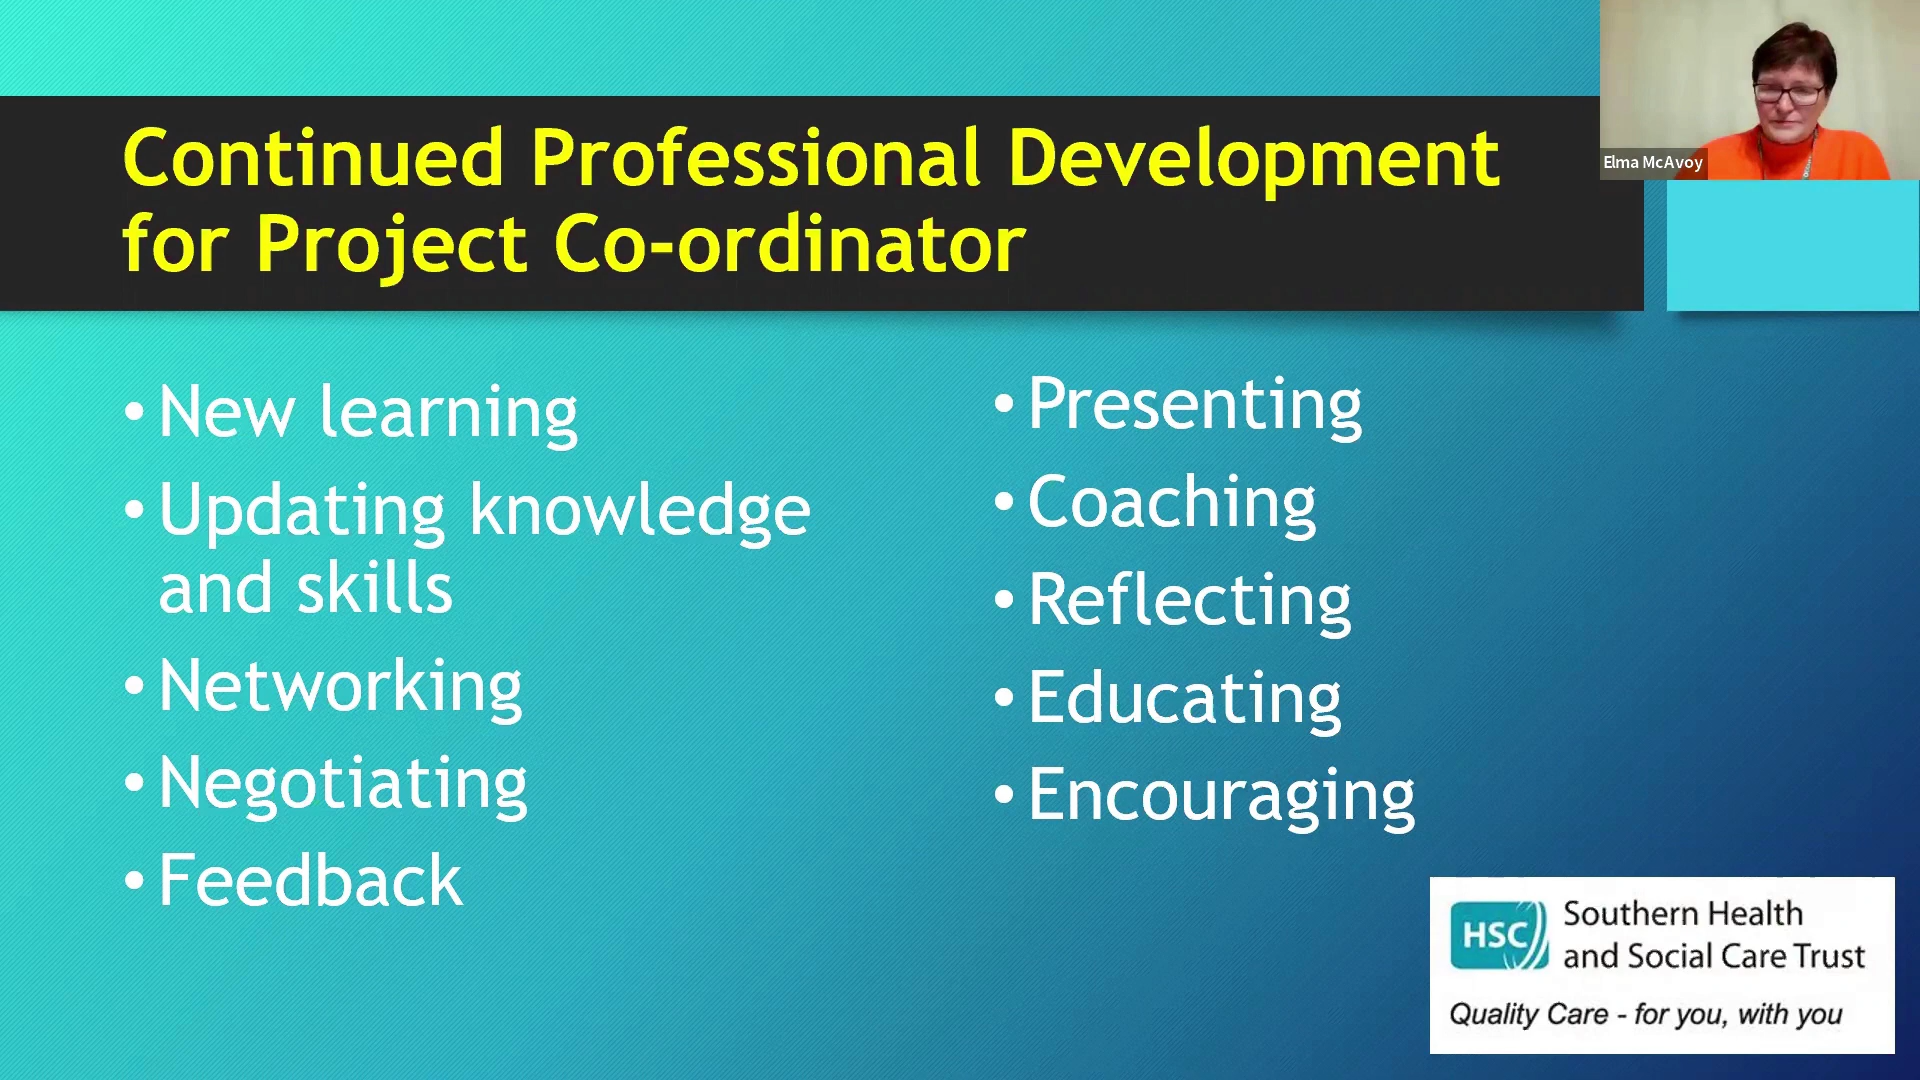 Continued Professional Development
for Project Co-ordinator
Elma McAvoy
• New learning
• Updating knowledge
and skills
• Networking
• Negotiating
• Feedback
• Presenting
• Coaching
• Reflecting
• Educating
• Encouraging
HSC
Southern Health
and Social Care Trust
Quality Care - for you, with you